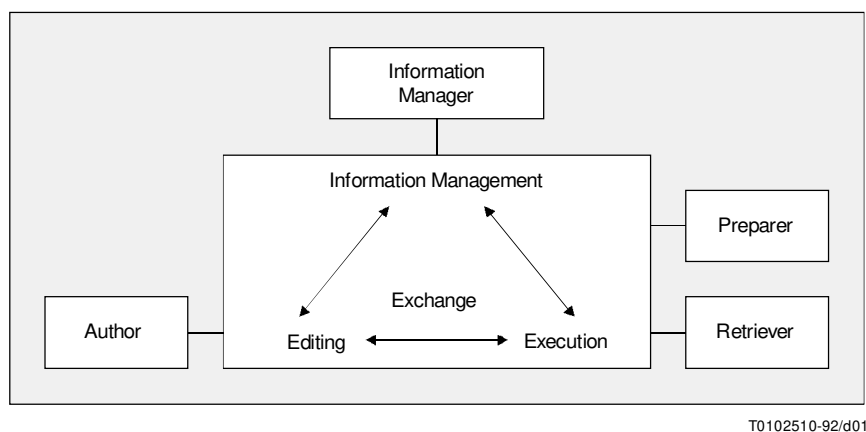 Information
Manager
Information Management
Preparer
Exchange
Author
Editing
Execution
Retriever
T0102510-92/d01